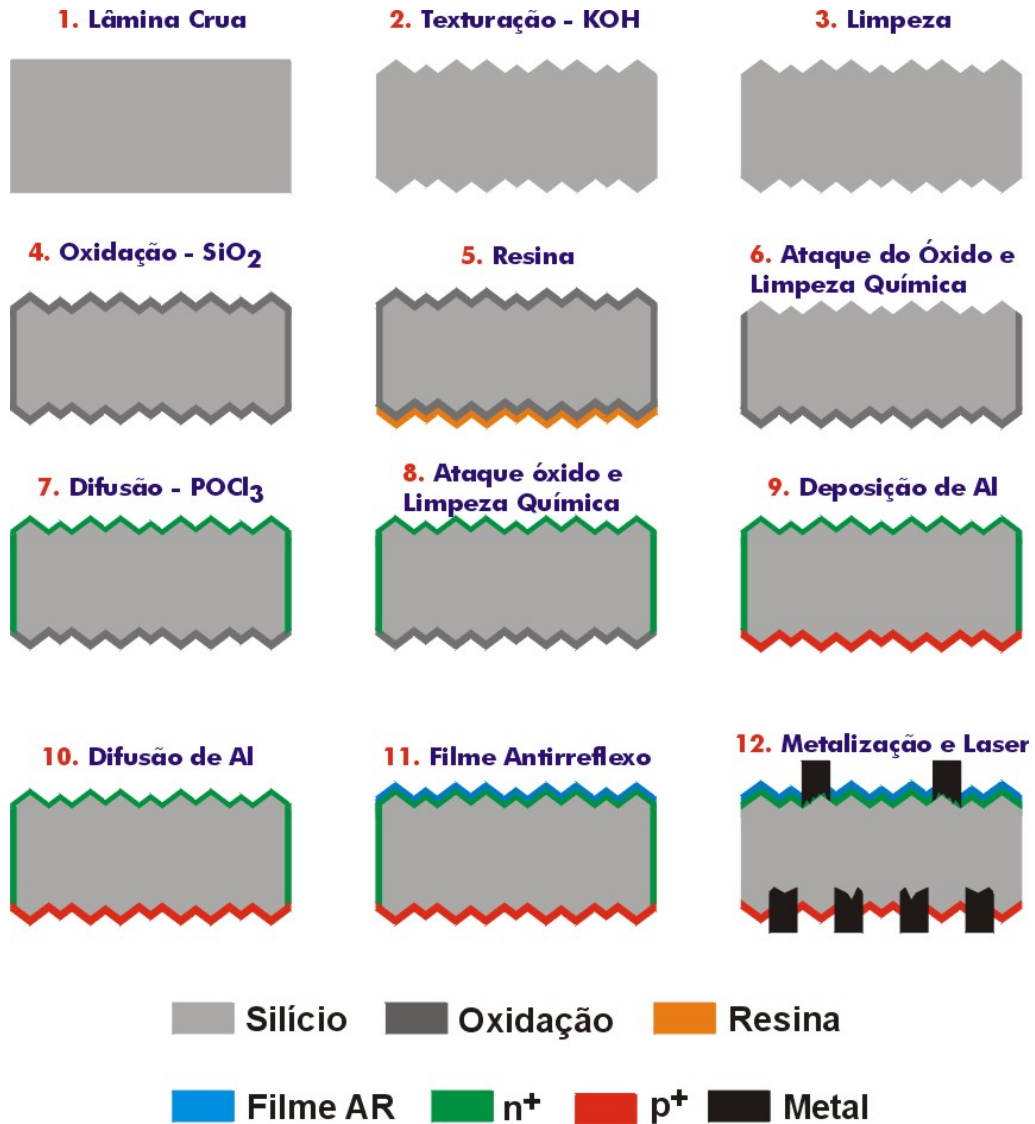 1. Lâmina Crua
2. Texturação - KOH
3. Limpeza
4. Oxidação - SiO₂
5. Resina
6. Ataque do Óxido e
Limpeza Química
7. Difusão - POCl₃
8. Ataque óxido e
Limpeza Química
9. Deposição de Al
10. Difusão de Al
11. Filme Antirreflexo
12. Metalização e Laser
Silício
Oxidação
Resina
Filme AR
n⁺
p⁺
Metal